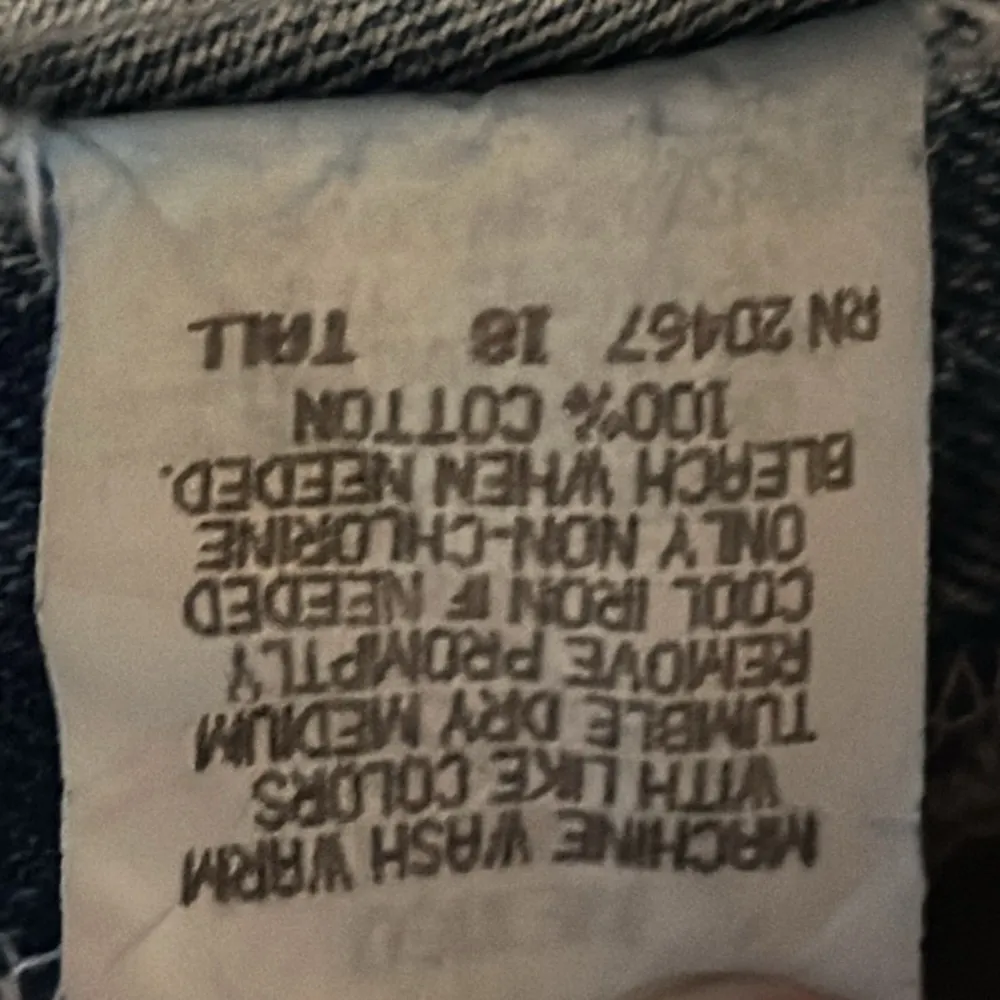 MACHINE WASH WARM
WITH LIKE COLORS
TUMBLE DRY MEDIUM
REMOVE PROMPTLY
COOL IRON IF NEEDED
ONLY NON-CHLORINE
BLEACH WHEN NEEDED.
100% COTTON
RN 20467 18 TALL